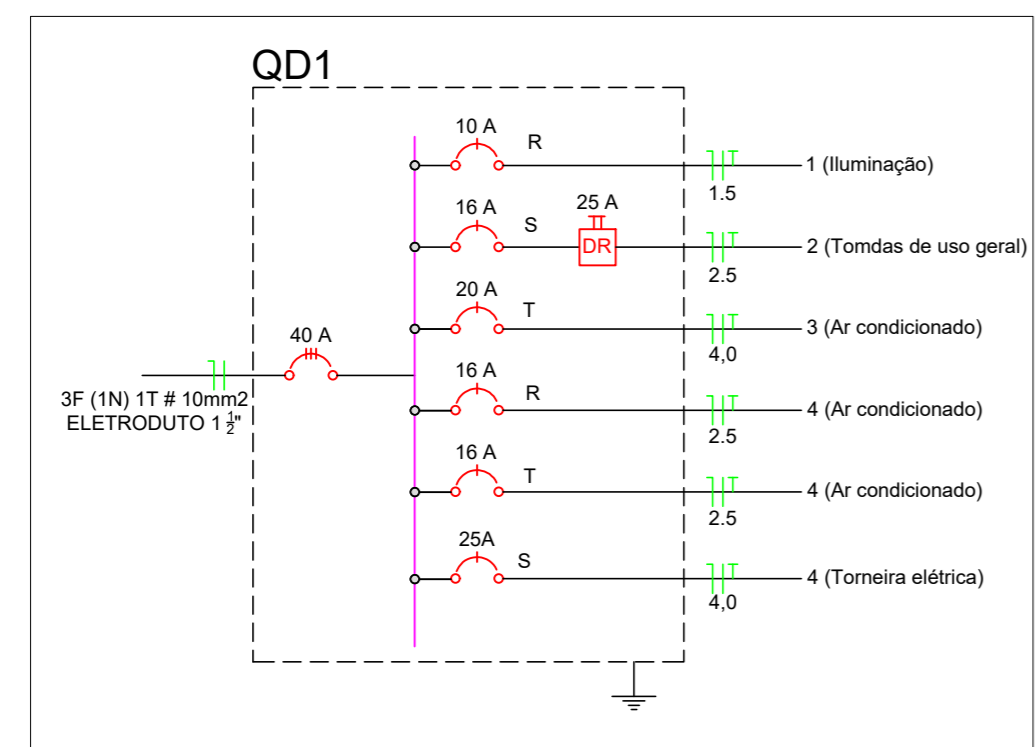 QD1
10 A
R
1 (Iluminação)
1.5
16 A
S
25 A
DR
2 (Tomdas de uso geral)
2.5
20 A
T
3 (Ar condicionado)
4,0
40 A
3F (1N) 1T # 10mm2
ELETRODUTO 1 ½"
16 A
R
4 (Ar condicionado)
2.5
16 A
T
4 (Ar condicionado)
2.5
25A
S
4 (Torneira elétrica)
4,0